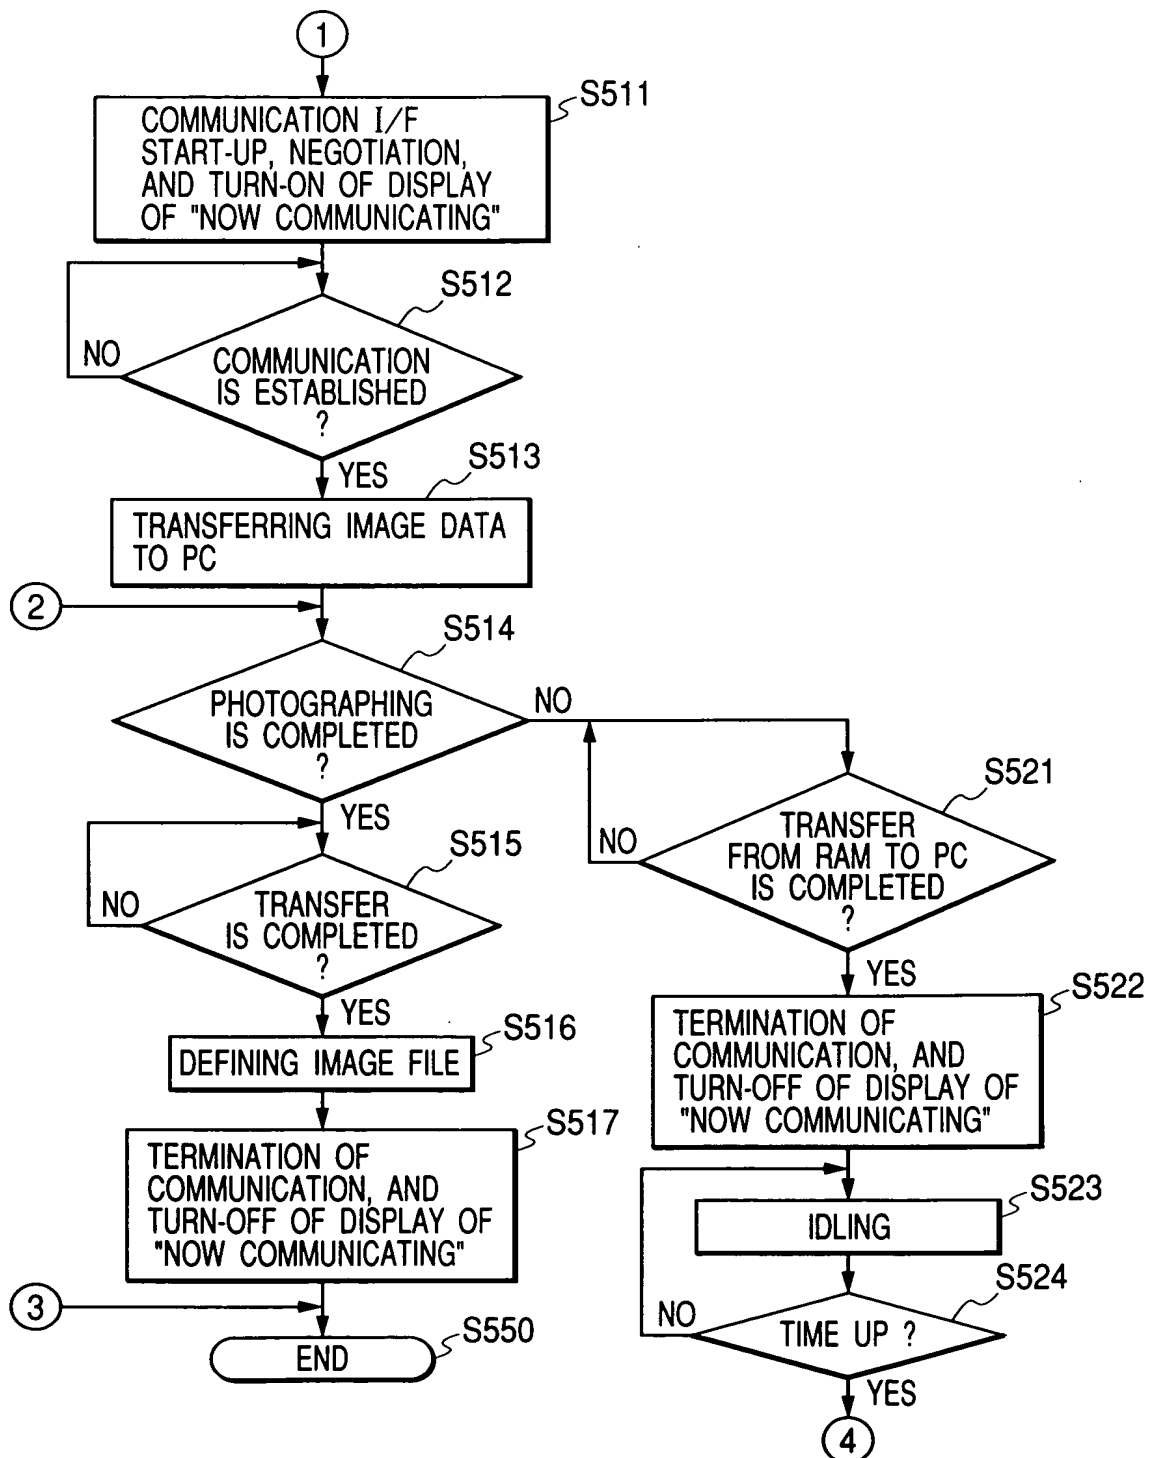 1
S511
COMMUNICATION I/F
START-UP, NEGOTIATION,
AND TURN-ON OF DISPLAY
OF "NOW COMMUNICATING"
S512
NO
COMMUNICATION
IS ESTABLISHED
?
YES
S513
TRANSFERRING IMAGE DATA
TO PC
2
S514
PHOTOGRAPHING
IS COMPLETED
?
NO
YES
S515
NO
TRANSFER
IS COMPLETED
?
YES
S516
DEFINING IMAGE FILE
S517
TERMINATION OF
COMMUNICATION, AND
TURN-OFF OF DISPLAY OF
"NOW COMMUNICATING"
3
S550
END
S521
NO
TRANSFER
FROM RAM TO PC
IS COMPLETED
?
YES
S522
TERMINATION OF
COMMUNICATION, AND
TURN-OFF OF DISPLAY OF
"NOW COMMUNICATING"
S523
IDLING
S524
NO
TIME UP ?
YES
4